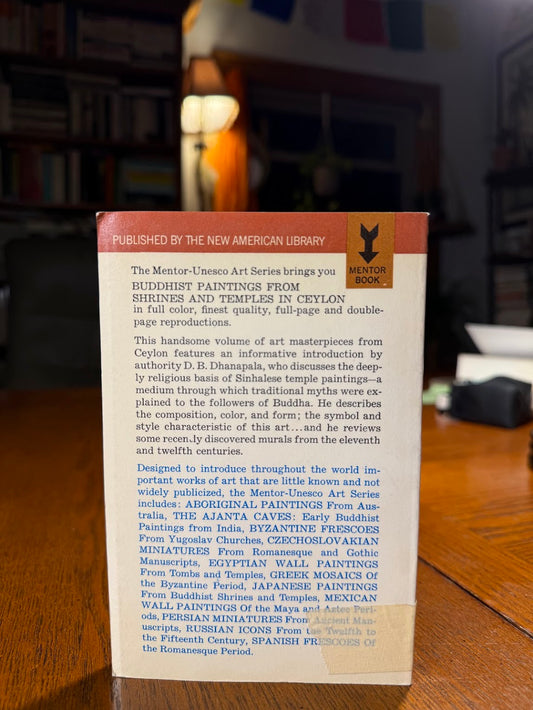 PUBLISHED BY THE NEW AMERICAN LIBRARY
MENTOR
BOOK
The Mentor-Unesco Art Series brings you
BUDDHIST PAINTINGS FROM
SHRINES AND TEMPLES IN CEYLON
in full color, finest quality, full-page and double-
page reproductions.
This handsome volume of art masterpieces from
Ceylon features an informative introduction by
authority D. B. Dhanapala, who discusses the deep-
ly religious basis of Sinhalese temple paintings—a
medium through which traditional myths were ex-
plained to the followers of Buddha. He describes
the composition, color, and form; the symbol and
style characteristic of this art...and he reviews
some recently discovered murals from the eleventh
and twelfth centuries.
Designed to introduce throughout the world im-
portant works of art that are little known and not
widely publicized, the Mentor-Unesco Art Series
includes: ABORIGINAL PAINTINGS From Aus-
tralia, THE AJANTA CAVES: Early Buddhist
Paintings from India, BYZANTINE FRESCOES
From Yugoslav Churches, CZECHOSLOVAKIAN
MINIATURES From Romanesque and Gothic
Manuscripts, EGYPTIAN WALL PAINTINGS
From Tombs and Temples, GREEK MOSAICS Of
the Byzantine Period, JAPANESE PAINTINGS
From Buddhist Shrines and Temples, MEXICAN
WALL PAINTINGS Of the Maya and Aztec Peri-
ods, PERSIAN MINIATURES From Ancient Man-
uscripts, RUSSIAN ICONS From the Twelfth to
the Fifteenth Century, SPANISH FRESCOES Of
the Romanesque Period.